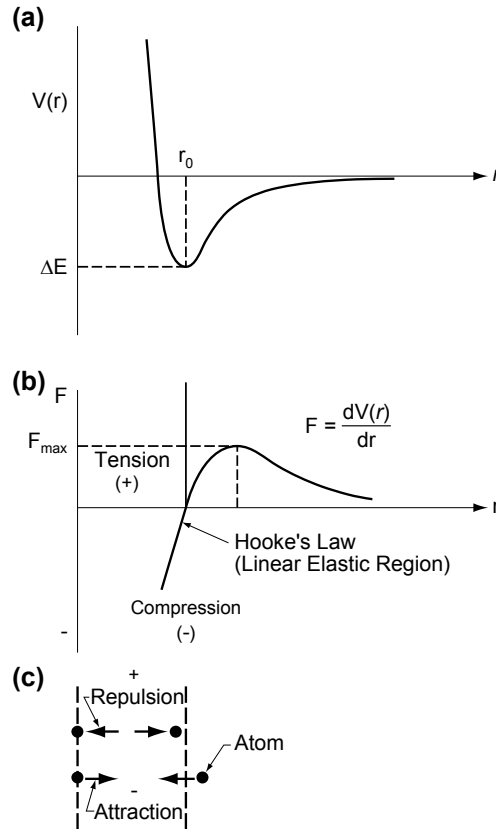 (a)
V(r)
r0
r
ΔE
(b)
F
Fmax
Tension
(+)
F = dV(r)/dr
r
Hooke's Law
(Linear Elastic Region)
Compression
(-)
-
(c)
+
Repulsion
Atom
-
Attraction